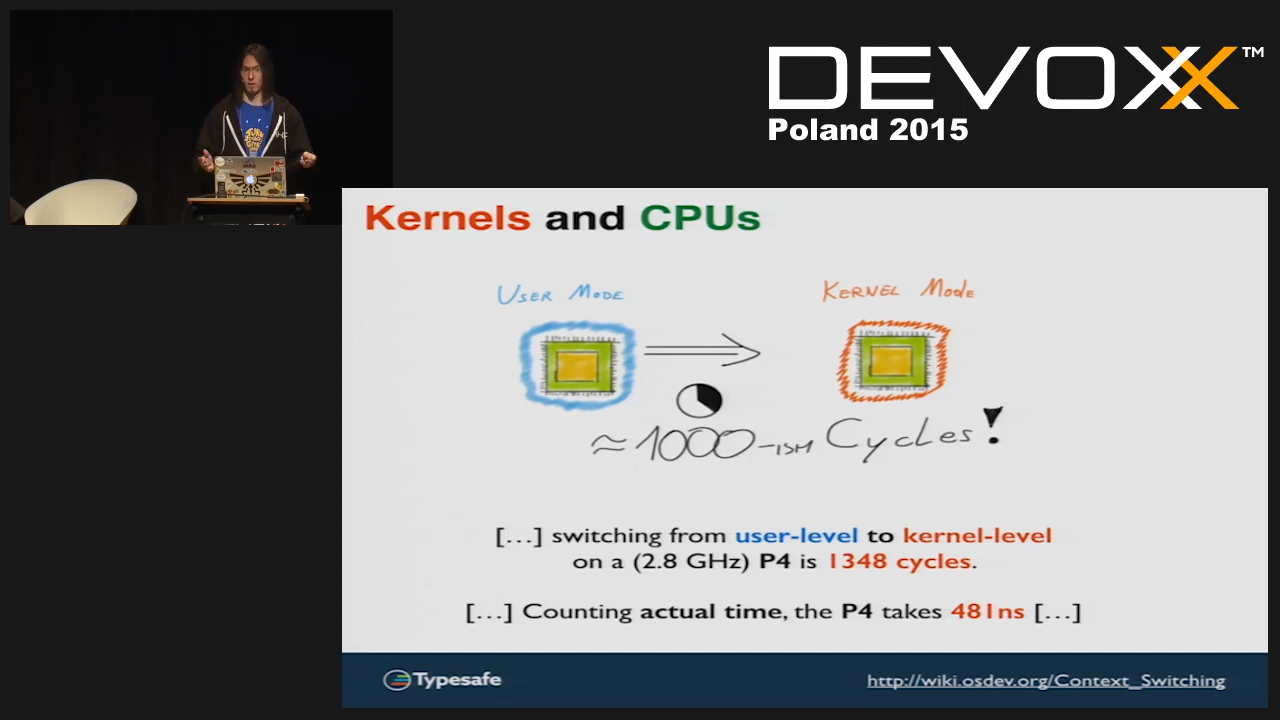 DEVOXX™
Poland 2015
Kernels and CPUs
USER MODE
KERNEL MODE
≈1000-ISH Cycles!
[…] switching from user-level to kernel-level
on a (2.8 GHz) P4 is 1348 cycles.
[…] Counting actual time, the P4 takes 481ns […]
Typesafe
http://wiki.osdev.org/Context_Switching